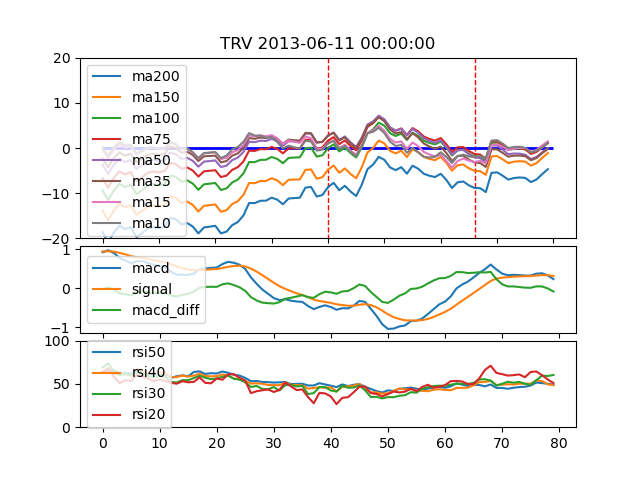 TRV 2013-06-11 00:00:00
20
10
0
−10
−20
ma200
ma150
ma100
ma75
ma50
ma35
ma15
ma10
1
0
−1
macd
signal
macd_diff
100
50
0
rsi50
rsi40
rsi30
rsi20
0 10 20 30 40 50 60 70 80